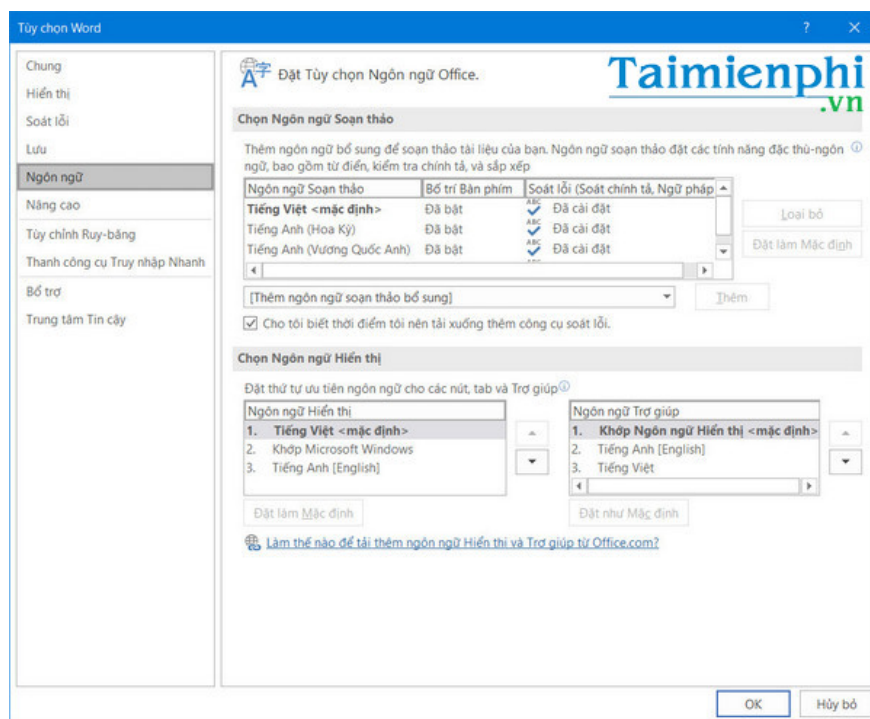 Tùy chọn Word
Chung
Hiển thị
Soát lỗi
Lưu
Ngôn ngữ
Nâng cao
Tùy chỉnh Ruy-băng
Thanh công cụ Truy nhập Nhanh
Bổ trợ
Trung tâm Tin cậy
Đặt Tùy chọn Ngôn ngữ Office.
Taimienphi
.vn
Chọn Ngôn ngữ Soạn thảo
Thêm ngôn ngữ bổ sung để soạn thảo tài liệu của bạn. Ngôn ngữ soạn thảo đặt các tính năng đặc thù-ngôn
ngữ, bao gồm từ điển, kiểm tra chính tả, và sắp xếp
Ngôn ngữ Soạn thảo Bố trí Bàn phím Soát lỗi (Soát chính tả, Ngữ pháp
Tiếng Việt <mặc định> Đã bật Đã cài đặt
Tiếng Anh (Hoa Kỳ) Đã bật Đã cài đặt
Tiếng Anh (Vương Quốc Anh) Đã bật Đã cài đặt
Loại bỏ
Đặt làm Mặc định
[Thêm ngôn ngữ soạn thảo bổ sung] Thêm
Cho tôi biết thời điểm tôi nên tải xuống thêm công cụ soát lỗi.
Chọn Ngôn ngữ Hiển thị
Đặt thứ tự ưu tiên ngôn ngữ cho các nút, tab và Trợ giúp
Ngôn ngữ Hiển thị
1. Tiếng Việt <mặc định>
2. Khớp Microsoft Windows
3. Tiếng Anh [English]
Đặt làm Mặc định
Ngôn ngữ Trợ giúp
1. Khớp Ngôn ngữ Hiển thị <mặc định>
2. Tiếng Anh [English]
3. Tiếng Việt
Đặt như Mặc định
Làm thế nào để tải thêm ngôn ngữ Hiển thị và Trợ giúp từ Office.com?
OK Hủy bỏ